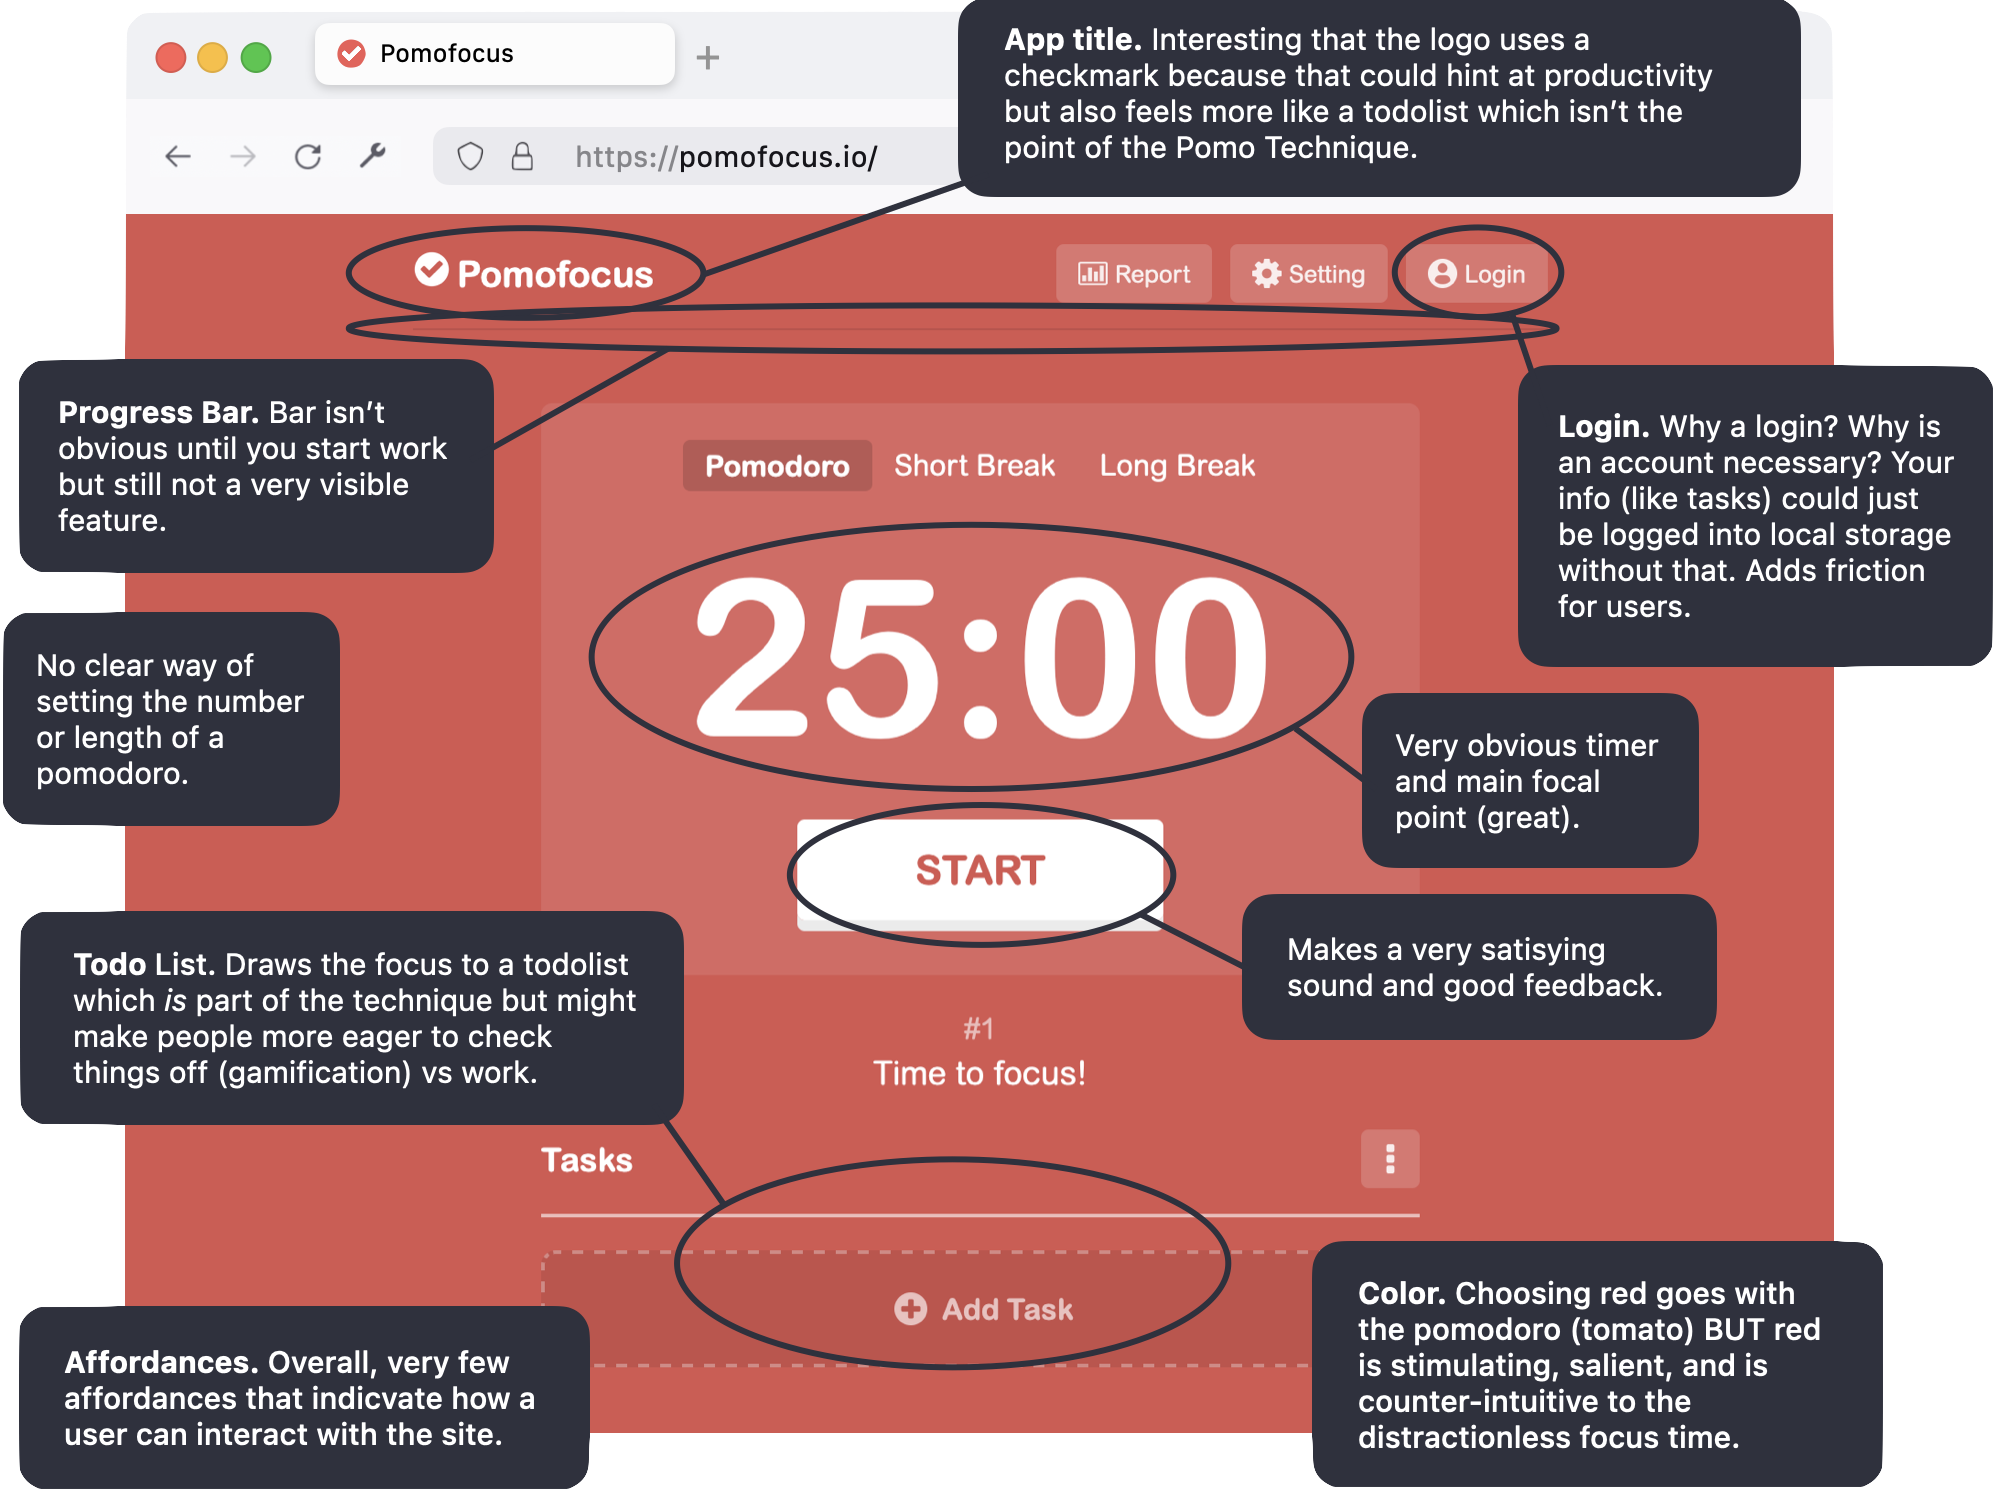 Pomofocus
App title. Interesting that the logo uses a
checkmark because that could hint at productivity
but also feels more like a todolist which isn't the
point of the Pomo Technique.
https://pomofocus.io/
Pomofocus
Report
Setting
Login
Progress Bar. Bar isn't
obvious until you start work
but still not a very visible
feature.
Login. Why a login? Why is
an account necessary? Your
info (like tasks) could just
be logged into local storage
without that. Adds friction
for users.
Pomodoro
Short Break
Long Break
25:00
No clear way of
setting the number
or length of a
pomodoro.
Very obvious timer
and main focal
point (great).
START
Makes a very satisying
sound and good feedback.
Todo List. Draws the focus to a todolist
which is part of the technique but might
make people more eager to check
things off (gamification) vs work.
#1
Time to focus!
Tasks
Add Task
Color. Choosing red goes with
the pomodoro (tomato) BUT red
is stimulating, salient, and is
counter-intuitive to the
distractionless focus time.
Affordances. Overall, very few
affordances that indicvate how a
user can interact with the site.